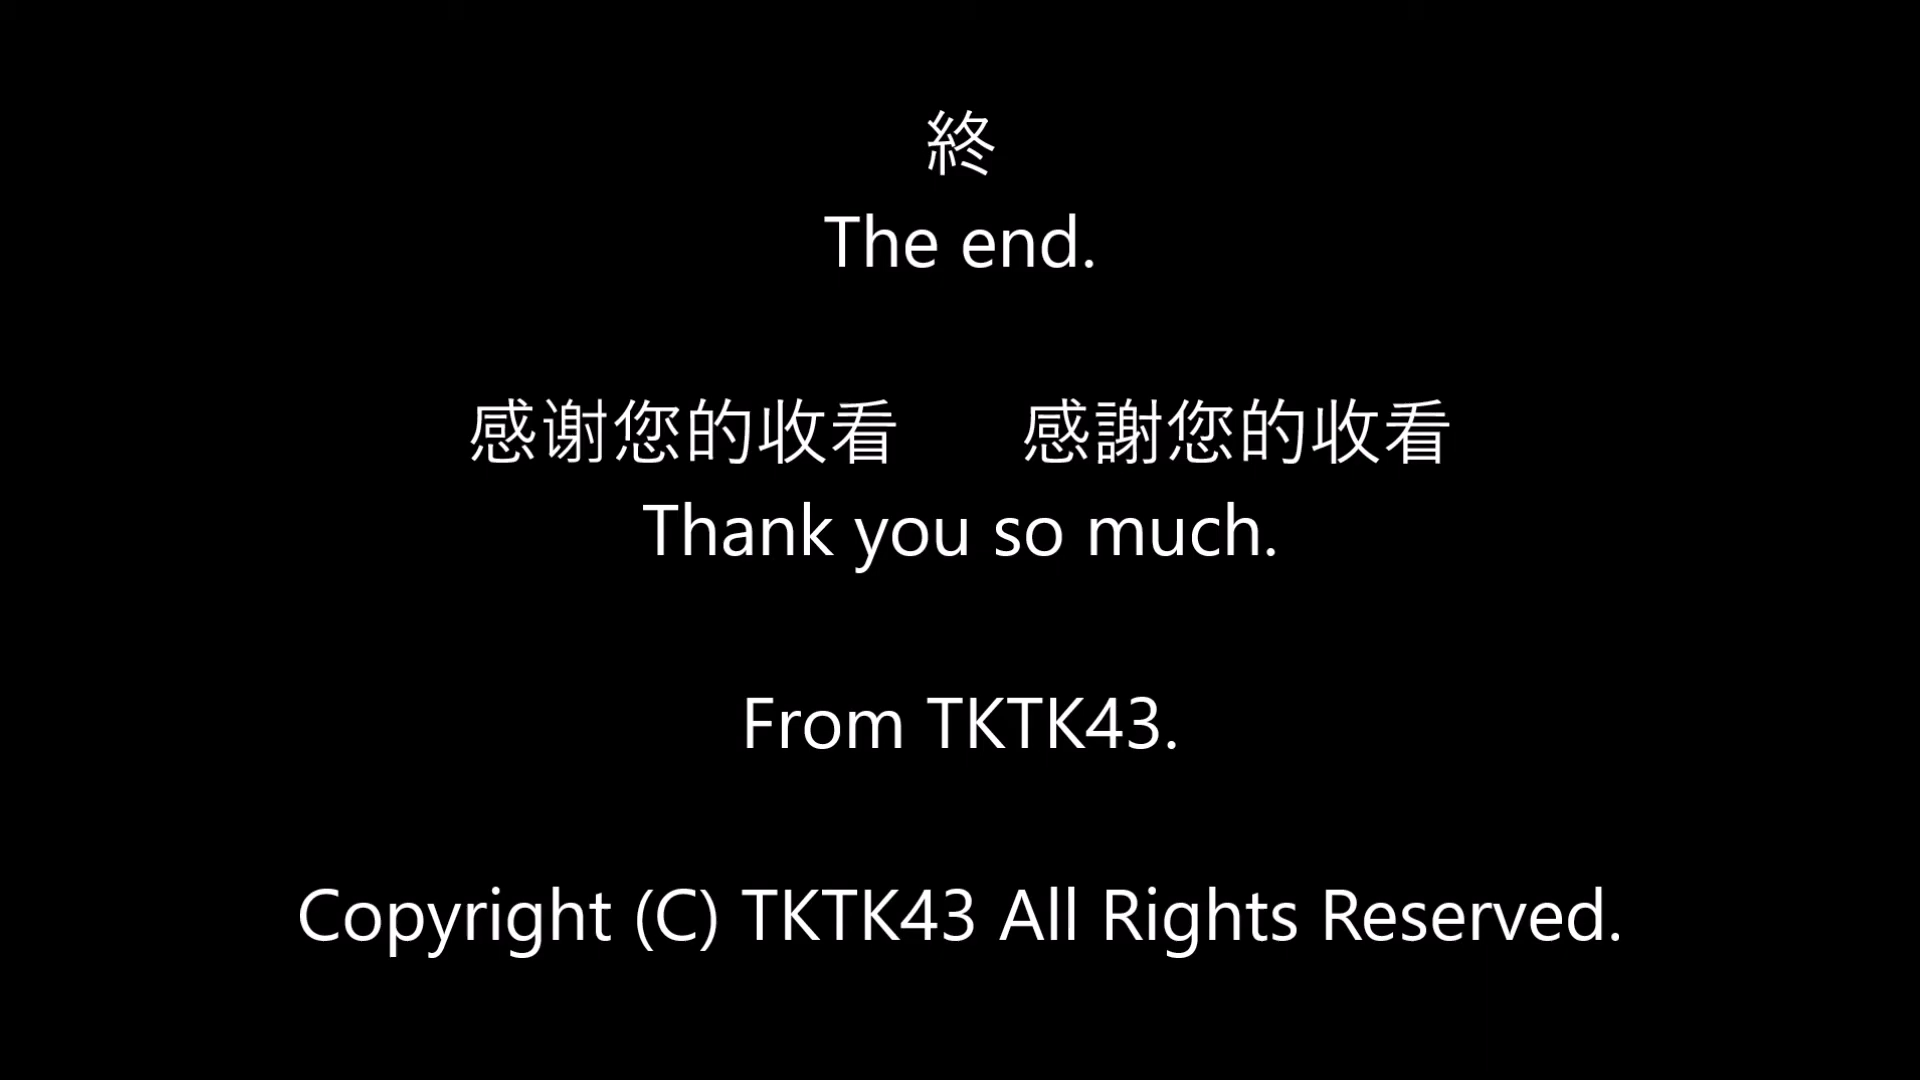 終
The end.
感谢您的收看 感謝您的收看
Thank you so much.
From TKTK43.
Copyright (C) TKTK43 All Rights Reserved.